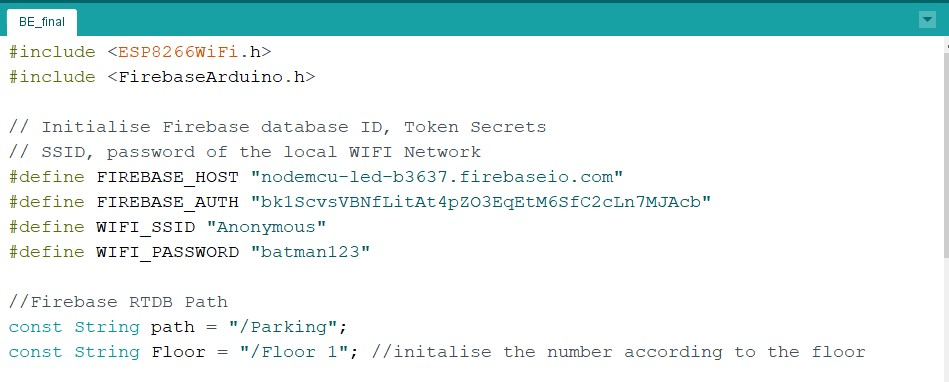 BE_final
#include <ESP8266WiFi.h>
#include <FirebaseArduino.h>
// Initialise Firebase database ID, Token Secrets
// SSID, password of the local WIFI Network
#define FIREBASE_HOST "nodemcu-led-b3637.firebaseio.com"
#define FIREBASE_AUTH "bk1ScvsVBNfLitAt4pZO3EqEtM6SfC2cLn7MJAcb"
#define WIFI_SSID "Anonymous"
#define WIFI_PASSWORD "batman123"
//Firebase RTDB Path
const String path = "/Parking";
const String Floor = "/Floor 1"; //initalise the number according to the floor